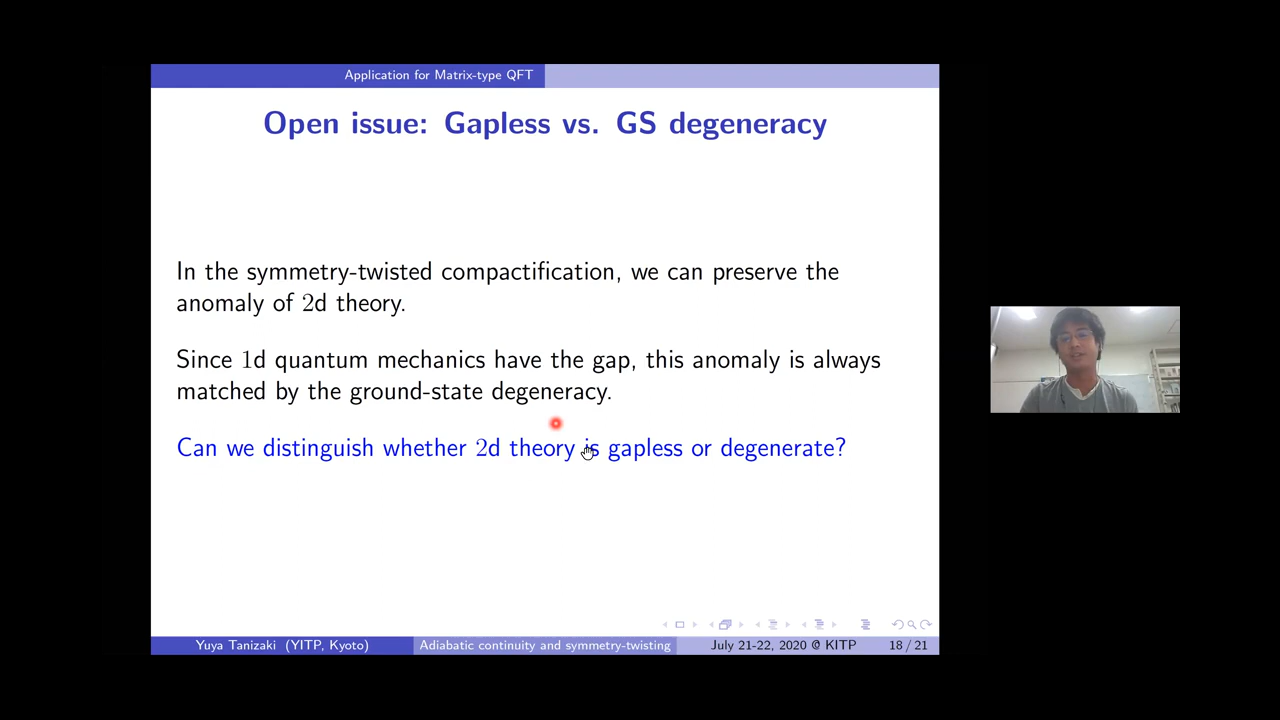 Application for Matrix-type QFT
Open issue: Gapless vs. GS degeneracy
In the symmetry-twisted compactification, we can preserve the
anomaly of 2d theory.
Since 1d quantum mechanics have the gap, this anomaly is always
matched by the ground-state degeneracy.
Can we distinguish whether 2d theory is gapless or degenerate?
Yuya Tanizaki (YITP, Kyoto) Adiabatic continuity and symmetry-twisting July 21-22, 2020 @ KITP 18 / 21